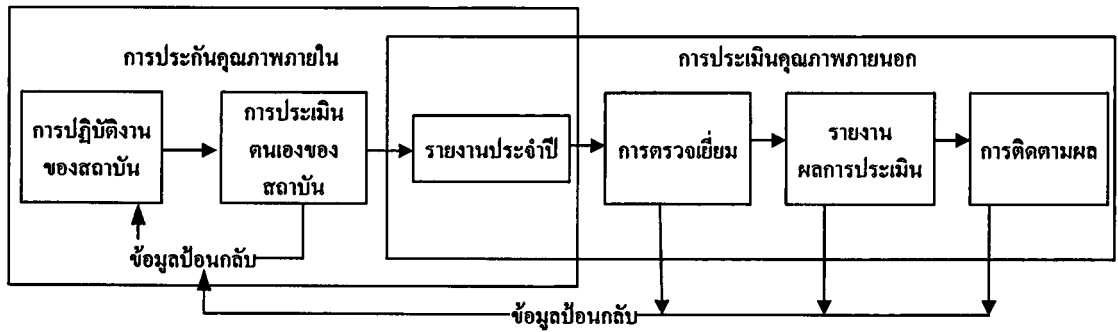 การประกันคุณภาพภายใน
การประเมินคุณภาพภายนอก
การปฏิบัติงาน
ของสถาบัน
การประเมิน
ตนเองของ
สถาบัน
รายงานประจำปี
การตรวจเยี่ยม
รายงาน
ผลการประเมิน
การติดตามผล
ข้อมูลป้อนกลับ
ข้อมูลป้อนกลับ